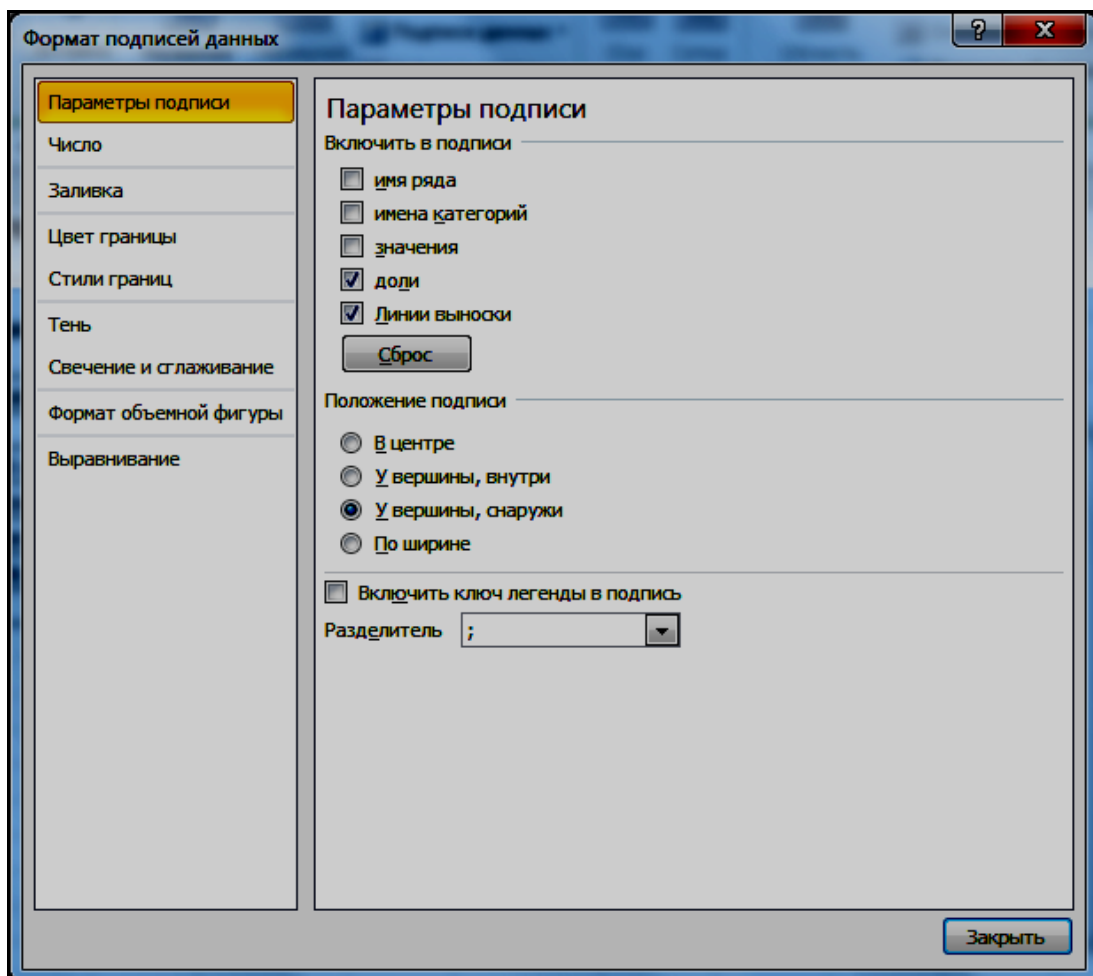 Формат подписей данных
Параметры подписи
Число
Заливка
Цвет границы
Стили границ
Тень
Свечение и сглаживание
Формат объемной фигуры
Выравнивание
Параметры подписи
Включить в подписи
имя ряда
имена категорий
значения
доли
Линии выноски
Сброс
Положение подписи
В центре
У вершины, внутри
У вершины, снаружи
По ширине
Включить ключ легенды в подпись
Разделитель ;
Закрыть